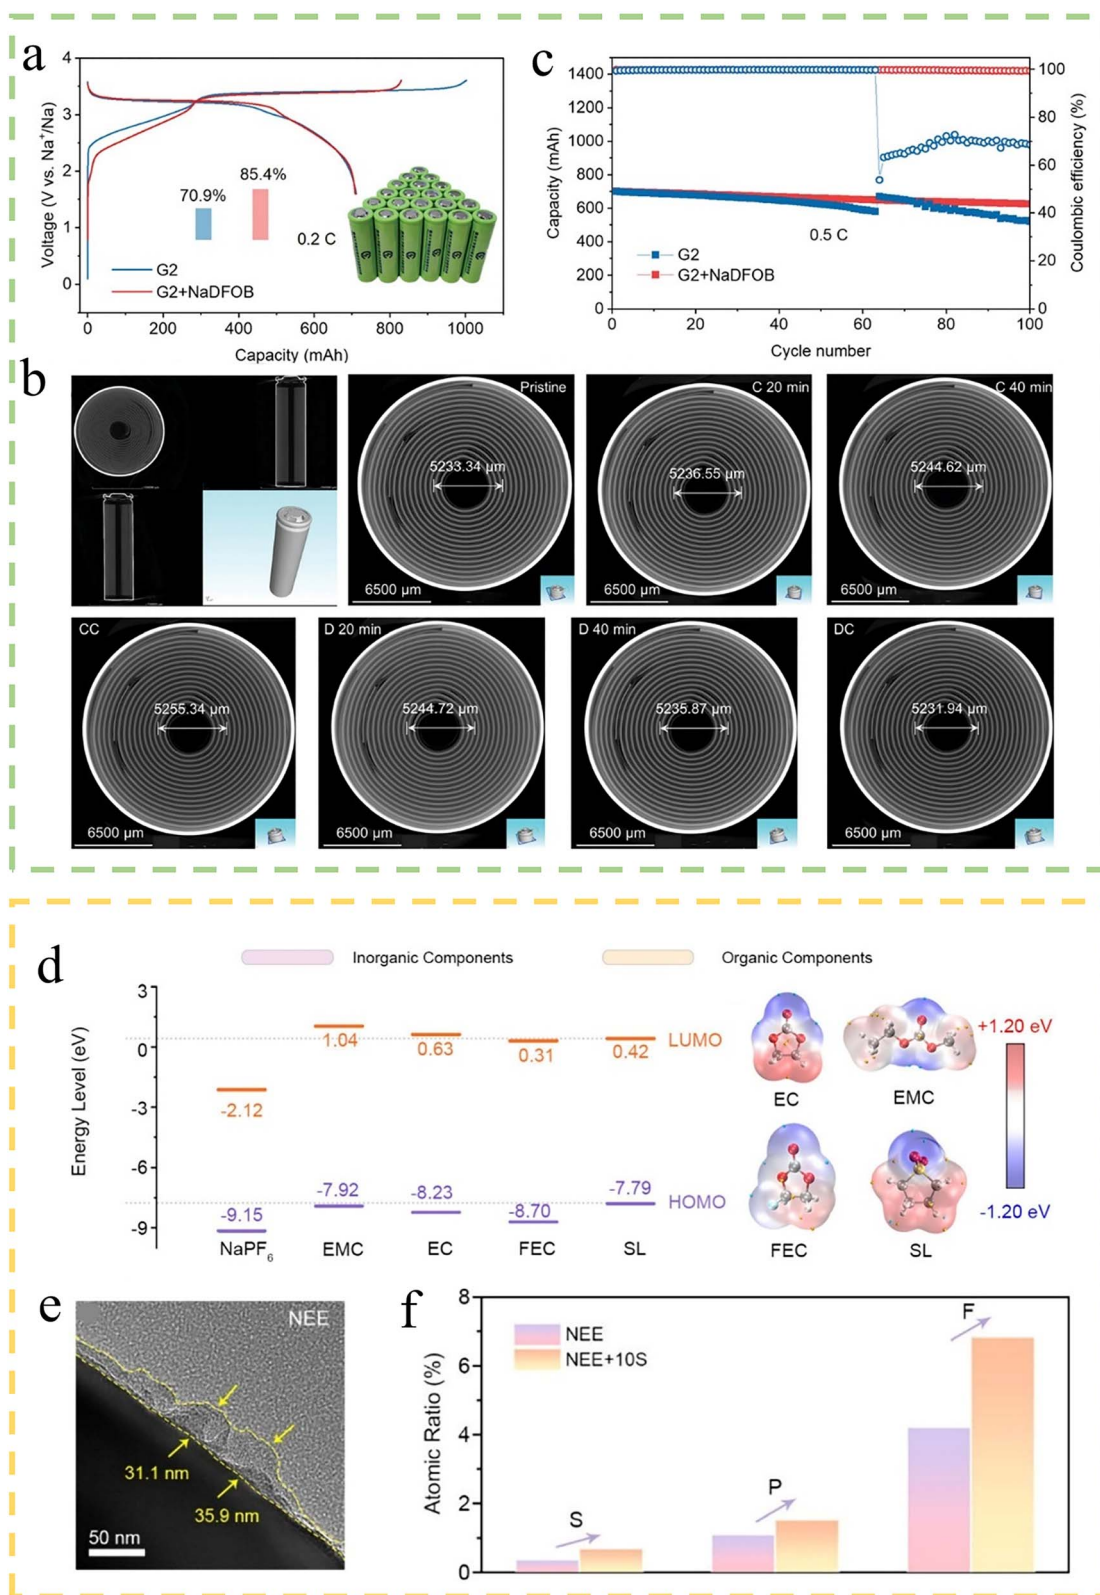 a
4
3
2
1
0
Voltage (V vs. Na⁺/Na)
70.9%
85.4%
0.2 C
G2
G2+NaDFOB
0 200 400 600 800 1000
Capacity (mAh)
c
1400
1200
1000
800
600
400
200
0
Capacity (mAh)
100
80
60
40
20
0
Coulombic efficiency (%)
0.5 C
G2
G2+NaDFOB
0 20 40 60 80 100
Cycle number
b
Pristine
5233.34 µm
6500 µm
C 20 min
5236.55 µm
6500 µm
C 40 min
5244.62 µm
6500 µm
CC
5255.34 µm
6500 µm
D 20 min
5244.72 µm
6500 µm
D 40 min
5235.87 µm
6500 µm
DC
5231.94 µm
6500 µm
d
Inorganic Components
Organic Components
3
0
-3
-6
-9
Energy Level (eV)
1.04
0.63
0.31
0.42
LUMO
-2.12
-7.92
-8.23
-8.70
-7.79
HOMO
-9.15
NaPF₆ EMC EC FEC SL
EC
EMC
+1.20 eV
FEC
SL
-1.20 eV
e
NEE
31.1 nm
35.9 nm
50 nm
f
8
6
4
2
0
Atomic Ratio (%)
NEE
NEE+10S
S
P
F